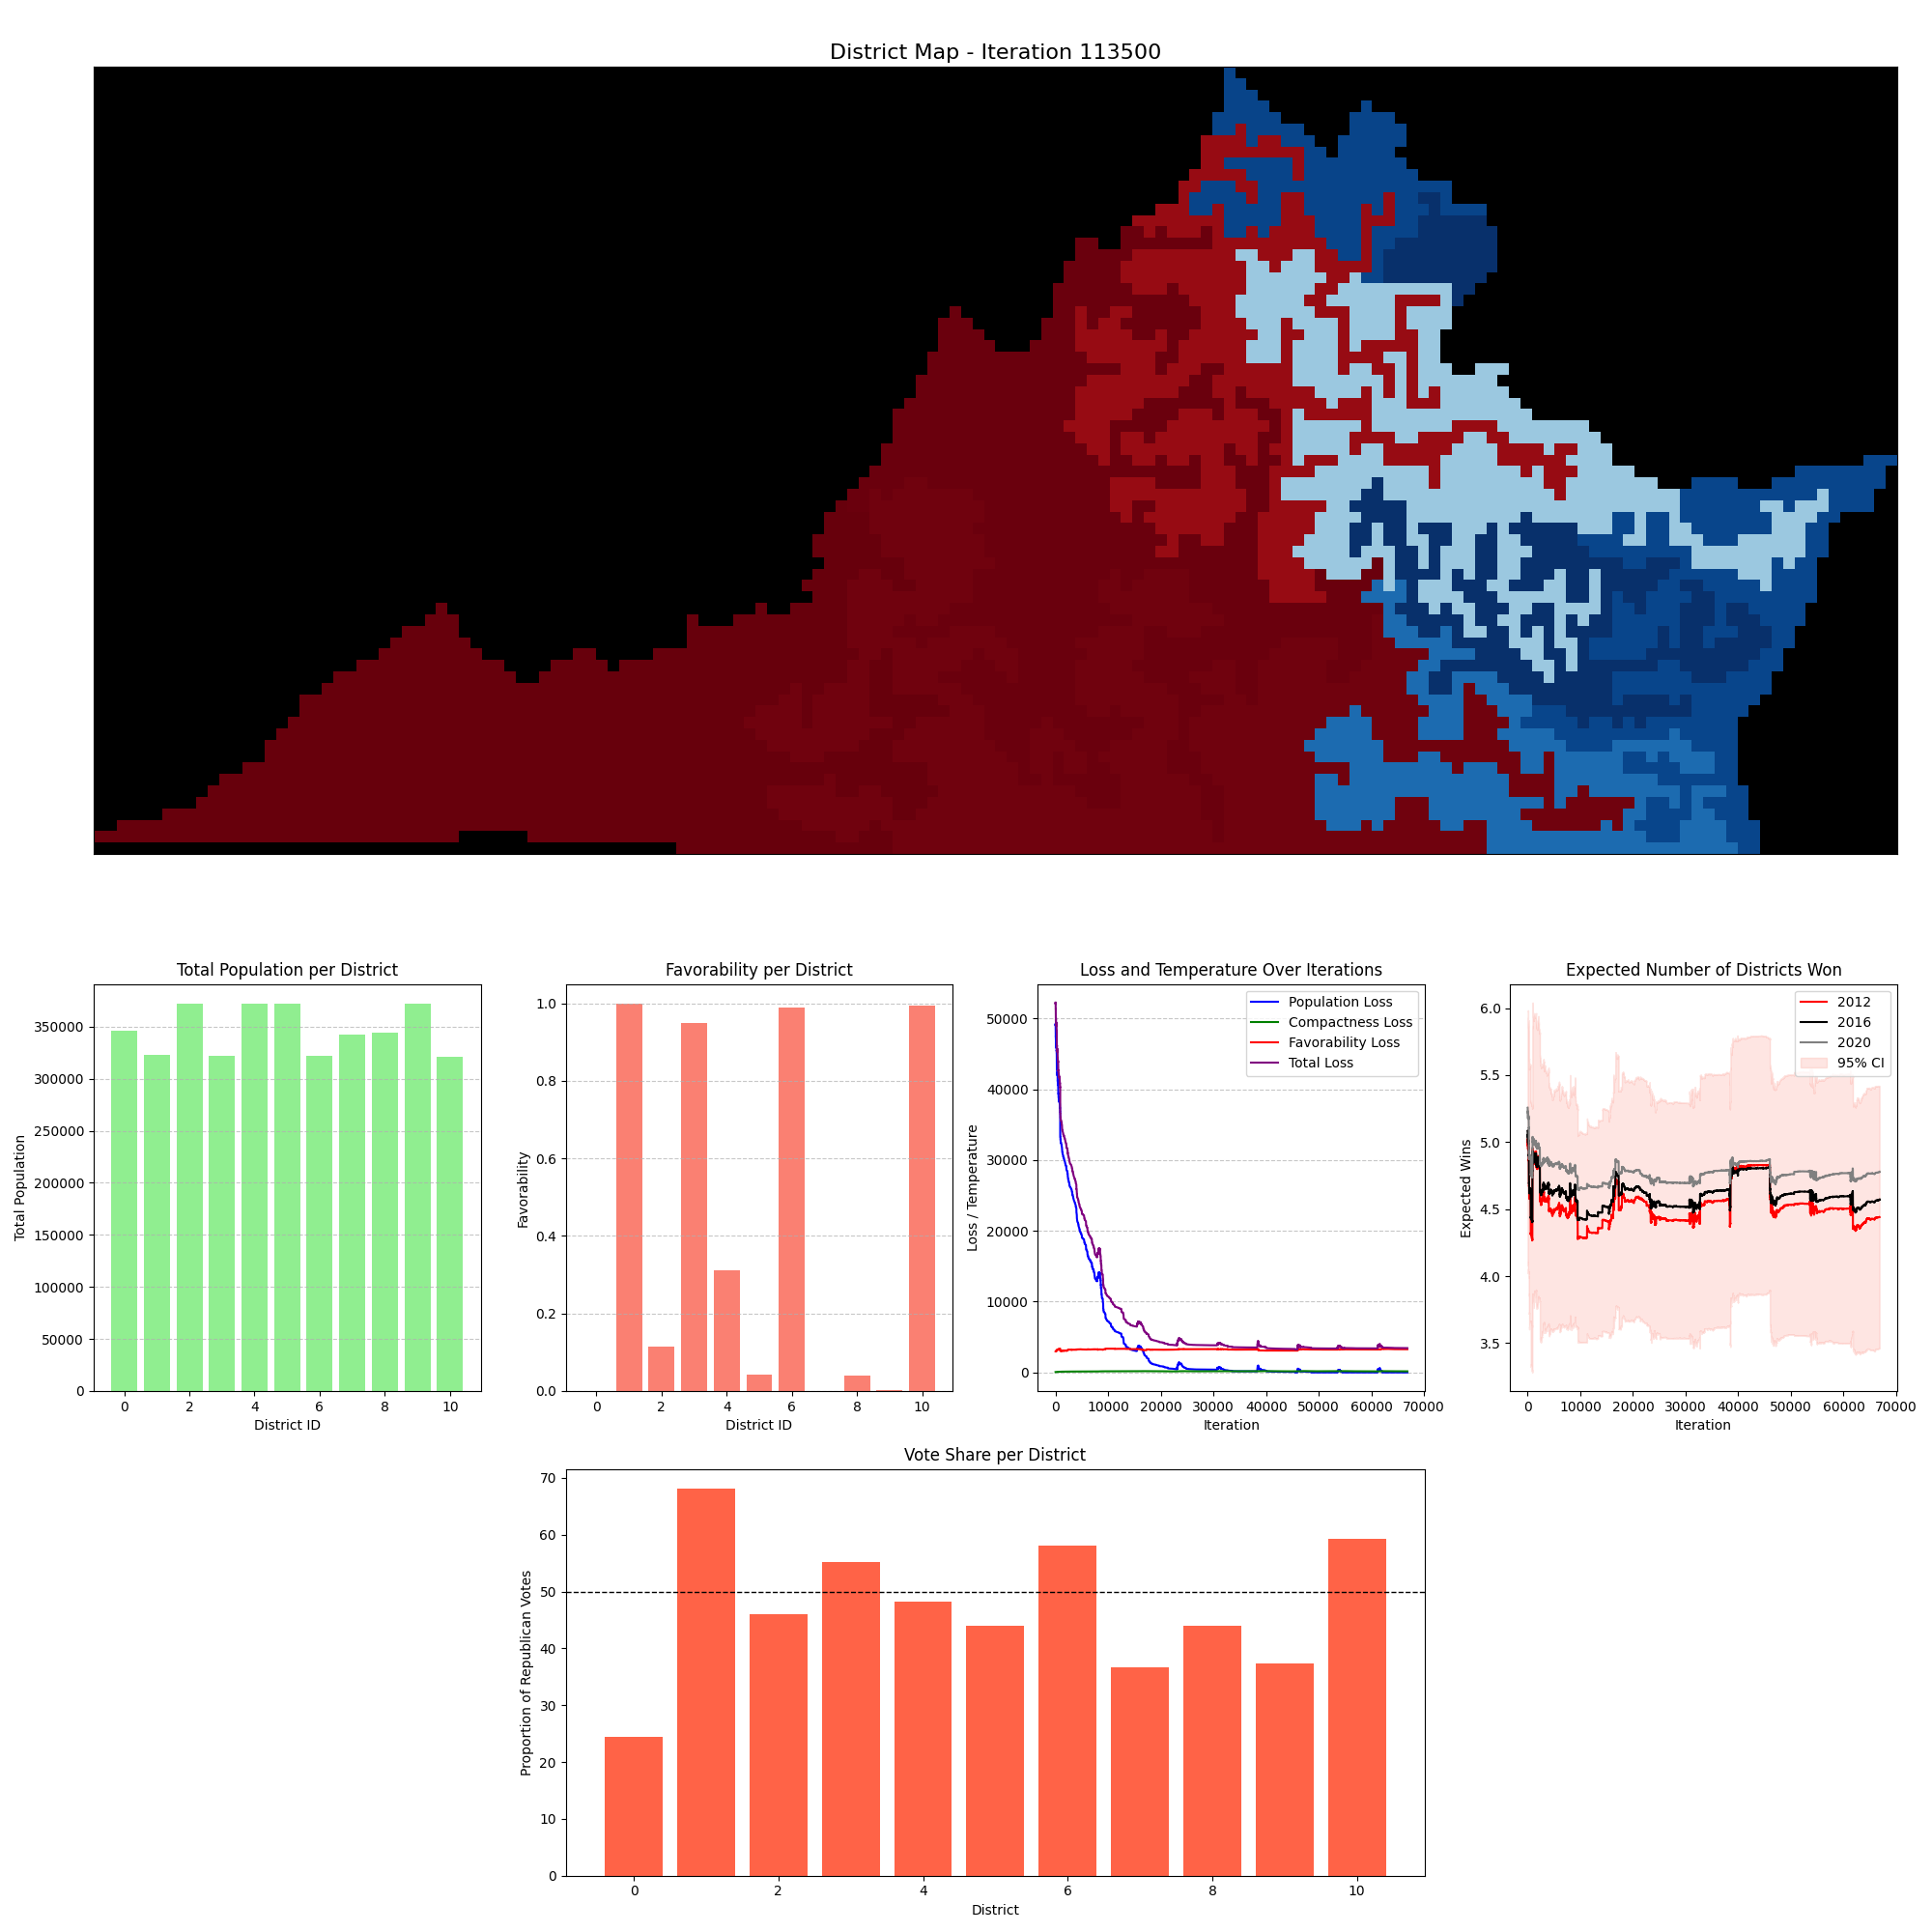 District Map - Iteration 113500
Total Population per District
Total Population
350000
300000
250000
200000
150000
100000
50000
0
0 2 4 6 8 10
District ID
Favorability per District
Favorability
1.0
0.8
0.6
0.4
0.2
0.0
0 2 4 6 8 10
District ID
Loss and Temperature Over Iterations
Loss / Temperature
50000
40000
30000
20000
10000
0
Population Loss
Compactness Loss
Favorability Loss
Total Loss
0 10000 20000 30000 40000 50000 60000 70000
Iteration
Expected Number of Districts Won
Expected Wins
6.0
5.5
5.0
4.5
4.0
3.5
2012
2016
2020
95% CI
0 10000 20000 30000 40000 50000 60000 70000
Iteration
Vote Share per District
Proportion of Republican Votes
70
60
50
40
30
20
10
0
0 2 4 6 8 10
District